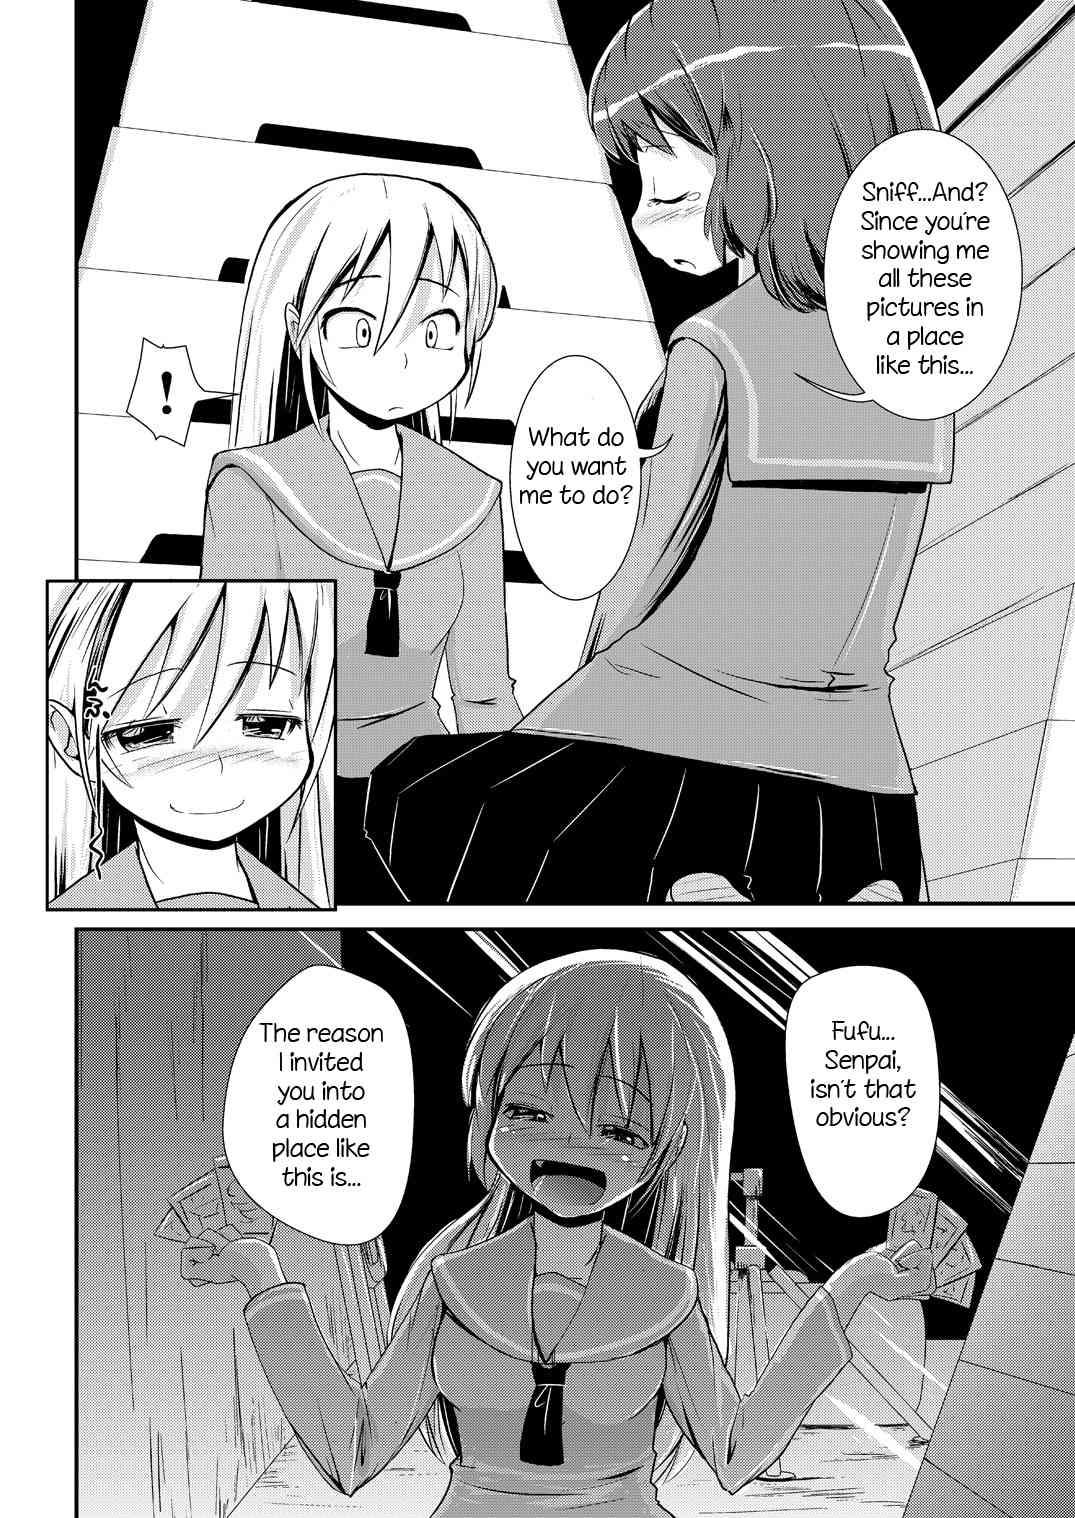 Sniff...And?
Since you're
showing me
all these
pictures in
a place
like this...
What do
you want
me to do?
!
Fufu...
Senpai,
isn't that
obvious?
The reason
I invited
you into
a hidden
place like
this is...